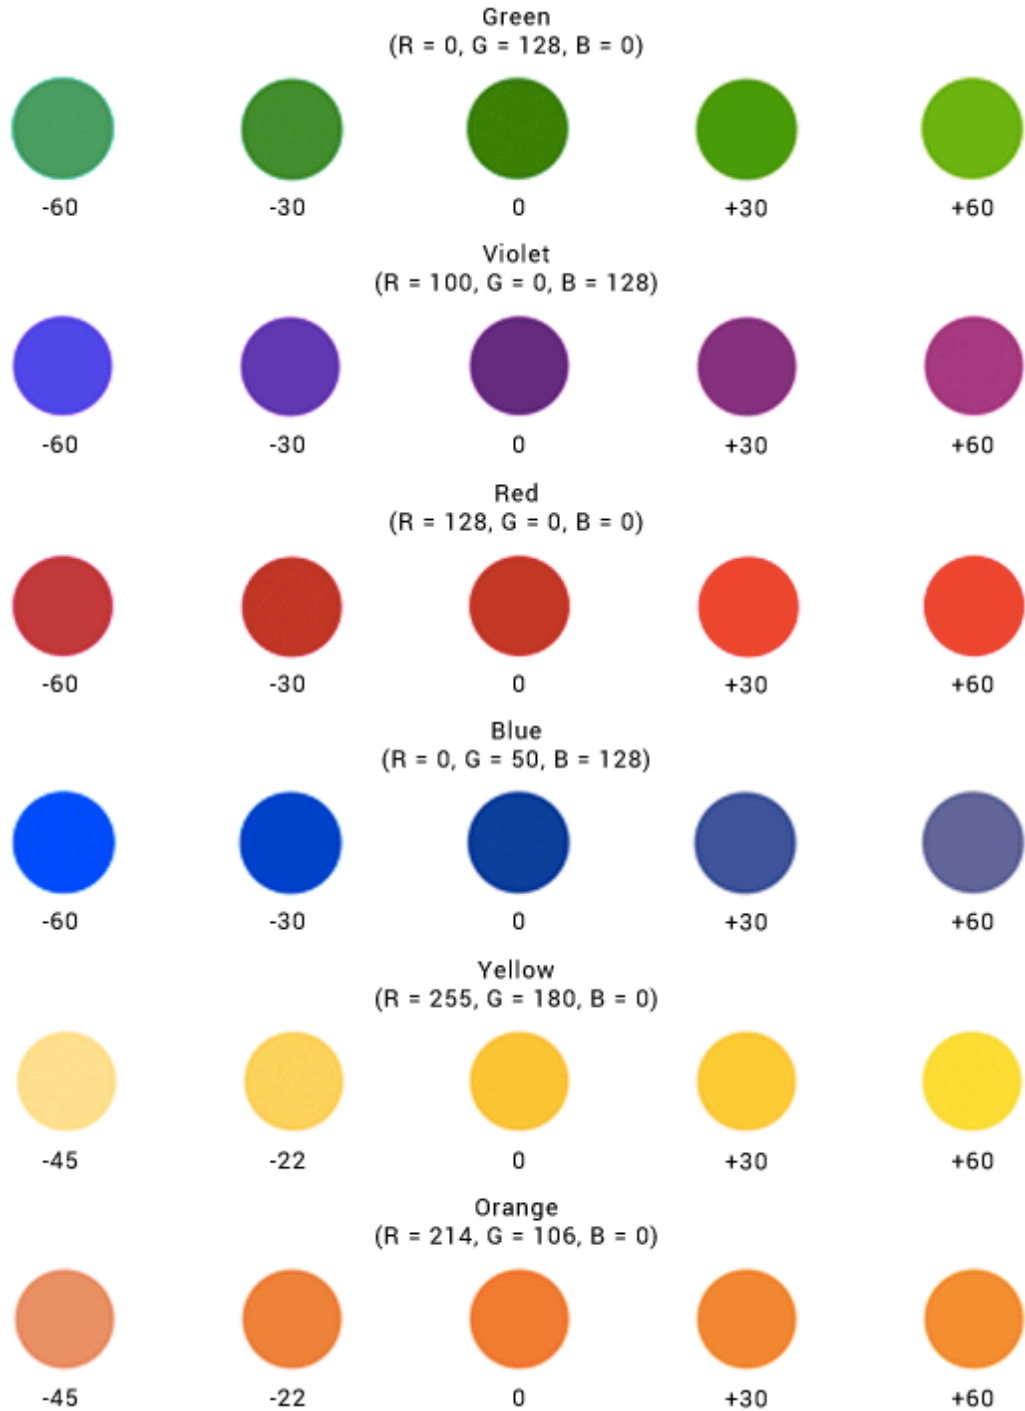 Green
(R = 0, G = 128, B = 0)
-60 -30 0 +30 +60
Violet
(R = 100, G = 0, B = 128)
-60 -30 0 +30 +60
Red
(R = 128, G = 0, B = 0)
-60 -30 0 +30 +60
Blue
(R = 0, G = 50, B = 128)
-60 -30 0 +30 +60
Yellow
(R = 255, G = 180, B = 0)
-45 -22 0 +30 +60
Orange
(R = 214, G = 106, B = 0)
-45 -22 0 +30 +60